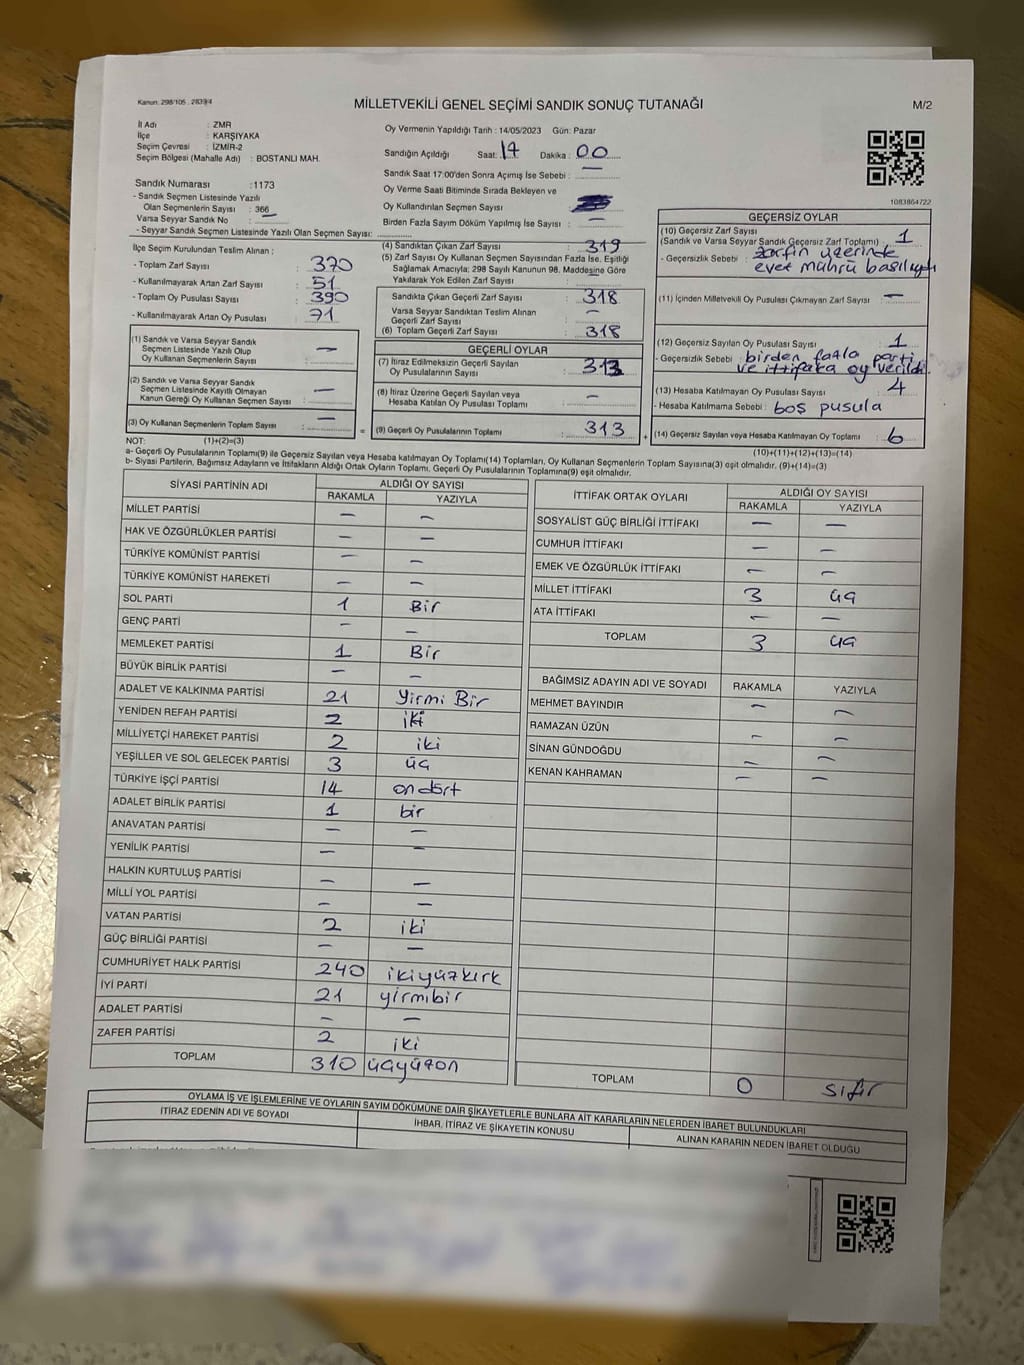 Kanun: 298/105 , 2839/4
MİLLETVEKİLİ GENEL SEÇİMİ SANDIK SONUÇ TUTANAĞI
M/2
İl Adı : ZMR
İlçe : KARŞIYAKA
Seçim Çevresi : İZMİR-2
Seçim Bölgesi (Mahalle Adı) : BOSTANLI MAH.
Oy Vermenin Yapıldığı Tarih : 14/05/2023 Gün: Pazar
Sandığın Açıldığı Saat: 17 Dakika : 00
Sandık Saat 17:00'den Sonra Açımış İse Sebebi : —
Oy Verme Saati Bitiminde Sırada Bekleyen ve
Oy Kullandırılan Seçmen Sayısı :
Birden Fazla Sayım Döküm Yapılmış İse Sayısı : —
Sandık Numarası : 1173
- Sandık Seçmen Listesinde Yazılı
Olan Seçmenlerin Sayısı : 366
Varsa Seyyar Sandık No : —
- Seyyar Sandık Seçmen Listesinde Yazılı Olan Seçmen Sayısı:
1083864722
İlçe Seçim Kurulundan Teslim Alınan :
- Toplam Zarf Sayısı : 370
- Kullanılmayarak Artan Zarf Sayısı : 51
- Toplam Oy Pusulası Sayısı : 390
- Kullanılmayarak Artan Oy Pusulası : 71
(1) Sandık ve Varsa Seyyar Sandık
Seçmen Listesinde Yazılı Olup
Oy Kullanan Seçmenlerin Sayısı : —
(2) Sandık ve Varsa Seyyar Sandık
Seçmen Listesinde Kayıtlı Olmayan
Kanun Gereği Oy Kullanan Seçmen Sayısı : —
(3) Oy Kullanan Seçmenlerin Toplam Sayısı : —
(4) Sandıktan Çıkan Zarf Sayısı : 319
(5) Zarf Sayısı Oy Kullanan Seçmen Sayısından Fazla İse, Eşitliği
Sağlamak Amacıyla; 298 Sayılı Kanunun 98. Maddesine Göre
Yakılarak Yok Edilen Zarf Sayısı : —
Sandıkta Çıkan Geçerli Zarf Sayısı : 318
Varsa Seyyar Sandıktan Teslim Alınan
Geçerli Zarf Sayısı : —
(6) Toplam Geçerli Zarf Sayısı : 318
GEÇERLİ OYLAR
(7) İtiraz Edilmeksizin Geçerli Sayılan
Oy Pusulalarının Sayısı : 313
(8) İtiraz Üzerine Geçerli Sayılan veya
Hesaba Katılan Oy Pusulası Toplamı : —
= (9) Geçerli Oy Pusulalarının Toplamı : 313 +
GEÇERSİZ OYLAR
(10) Geçersiz Zarf Sayısı
(Sandık ve Varsa Seyyar Sandık Geçersiz Zarf Toplamı) : 1
- Geçersizlik Sebebi : zarfın üzerinde
evet mührü basılıydı
(11) İçinden Milletvekili Oy Pusulası Çıkmayan Zarf Sayısı : —
(12) Geçersiz Sayılan Oy Pusulası Sayısı : 1
- Geçersizlik Sebebi : birden fazla parti
ve ittifaka oy verildi.
(13) Hesaba Katılmayan Oy Pusulası Sayısı : 4
- Hesaba Katılmama Sebebi : boş pusula
(14) Geçersiz Sayılan veya Hesaba Katılmayan Oy Toplamı : 6
NOT: (1)+(2)=(3)
(10)+(11)+(12)+(13)=(14)
a- Geçerli Oy Pusulalarının Toplamı(9) ile Geçersiz Sayılan veya Hesaba katılmayan Oy Toplamı(14) Toplamları, Oy Kullanan Seçmenlerin Toplam Sayısına(3) eşit olmalıdır. (9)+(14)=(3)
b- Siyasi Partilerin, Bağımsız Adayların ve İttifakların Aldığı Ortak Oyların Toplamı, Geçerli Oy Pusulalarının Toplamına(9) eşit olmalıdır.
SİYASİ PARTİNİN ADI
ALDIĞI OY SAYISI
RAKAMLA YAZIYLA
MİLLET PARTİSİ — —
HAK VE ÖZGÜRLÜKLER PARTİSİ — —
TÜRKİYE KOMÜNİST PARTİSİ — —
TÜRKİYE KOMÜNİST HAREKETİ — —
SOL PARTİ 1 Bir
GENÇ PARTİ — —
MEMLEKET PARTİSİ 1 Bir
BÜYÜK BİRLİK PARTİSİ — —
ADALET VE KALKINMA PARTİSİ 21 Yirmi Bir
YENİDEN REFAH PARTİSİ 2 iki
MİLLİYETÇİ HAREKET PARTİSİ 2 iki
YEŞİLLER VE SOL GELECEK PARTİSİ 3 üç
TÜRKİYE İŞÇİ PARTİSİ 14 ondört
ADALET BİRLİK PARTİSİ 1 bir
ANAVATAN PARTİSİ — —
YENİLİK PARTİSİ — —
HALKIN KURTULUŞ PARTİSİ — —
MİLLİ YOL PARTİSİ — —
VATAN PARTİSİ 2 iki
GÜÇ BİRLİĞİ PARTİSİ — —
CUMHURİYET HALK PARTİSİ 240 ikiyüzkırk
İYİ PARTİ 21 yirmibir
ADALET PARTİSİ — —
ZAFER PARTİSİ 2 iki
TOPLAM 310 üçyüzon
İTTİFAK ORTAK OYLARI
ALDIĞI OY SAYISI
RAKAMLA YAZIYLA
SOSYALİST GÜÇ BİRLİĞİ İTTİFAKI — —
CUMHUR İTTİFAKI — —
EMEK VE ÖZGÜRLÜK İTTİFAKI — —
MİLLET İTTİFAKI 3 üç
ATA İTTİFAKI — —
TOPLAM 3 üç
BAĞIMSIZ ADAYIN ADI VE SOYADI RAKAMLA YAZIYLA
MEHMET BAYINDIR — —
RAMAZAN ÜZÜN — —
SİNAN GÜNDOĞDU — —
KENAN KAHRAMAN — —
TOPLAM 0 sıfır
OYLAMA İŞ VE İŞLEMLERİNE VE OYLARIN SAYIM DÖKÜMÜNE DAİR ŞİKAYETLERLE BUNLARA AİT KARARLARIN NELERDEN İBARET BULUNDUKLARI
İTİRAZ EDENİN ADI VE SOYADI
İHBAR, İTİRAZ VE ŞİKAYETİN KONUSU
ALINAN KARARIN NEDEN İBARET OLDUĞU